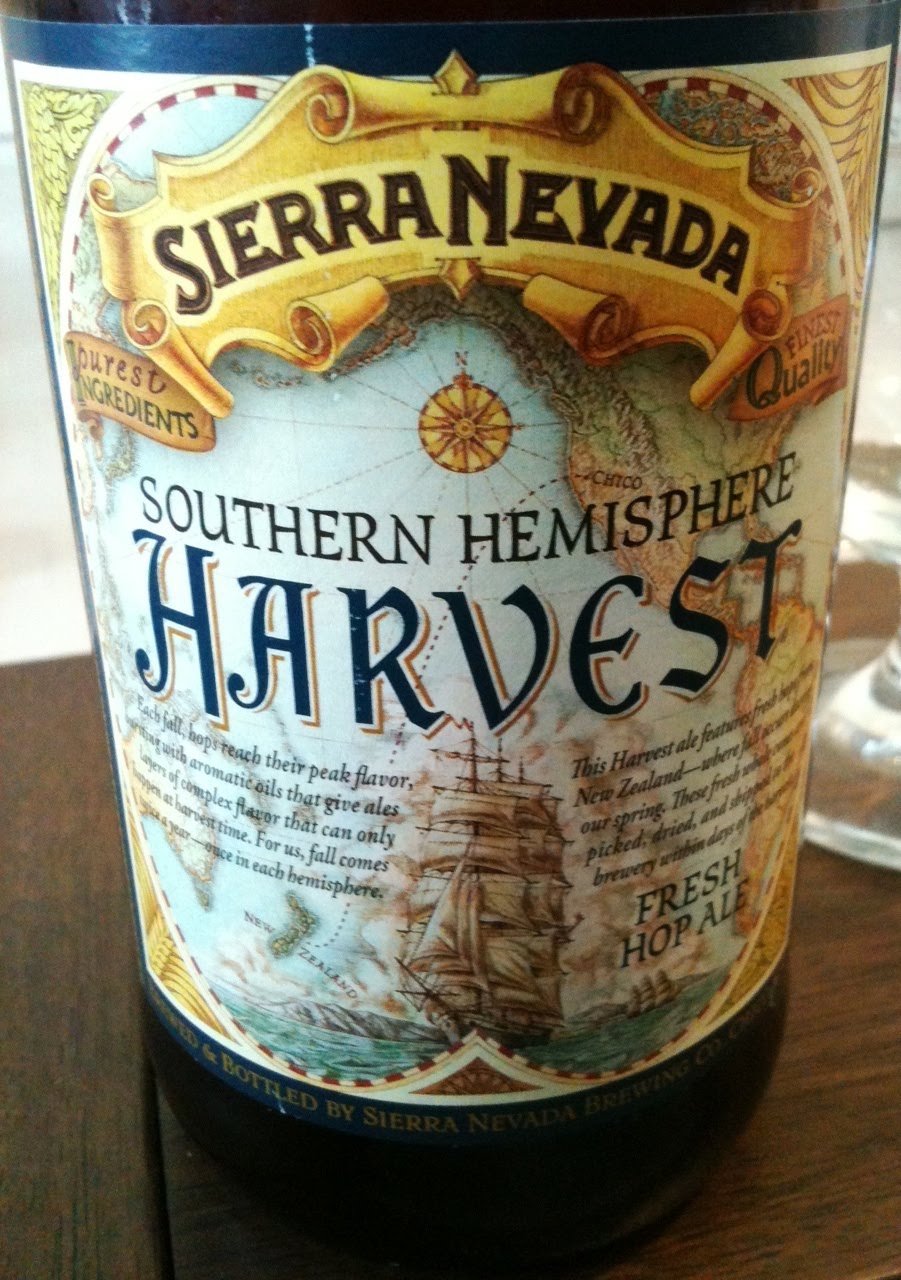 SIERRA NEVADA
Purest
INGREDIENTS
FINEST
Quality
N
CHICO
SOUTHERN HEMISPHERE
HARVEST
Each fall, hops reach their peak flavor,
with aromatic oils that give ales
layers of complex flavor that can only
happen at harvest time. For us, fall comes
twice a year—once in each hemisphere.
This Harvest ale features fresh hops from
New Zealand—where fall occurs
our spring. These fresh
picked, dried, and shipped
brewery within days of
FRESH
HOP ALE
NEW
ZEALAND
& BOTTLED BY SIERRA NEVADA BREWING CO.